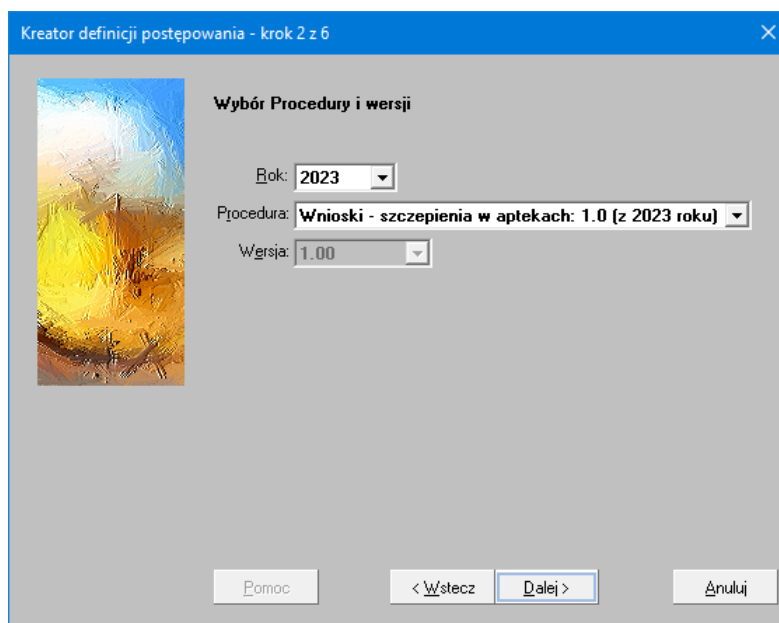 Kreator definicji postępowania - krok 2 z 6
Wybór Procedury i wersji
Rok: 2023
Procedura: Wnioski - szczepienia w aptekach: 1.0 (z 2023 roku)
Wersja: 1.00
Pomoc < Wstecz Dalej > Anuluj